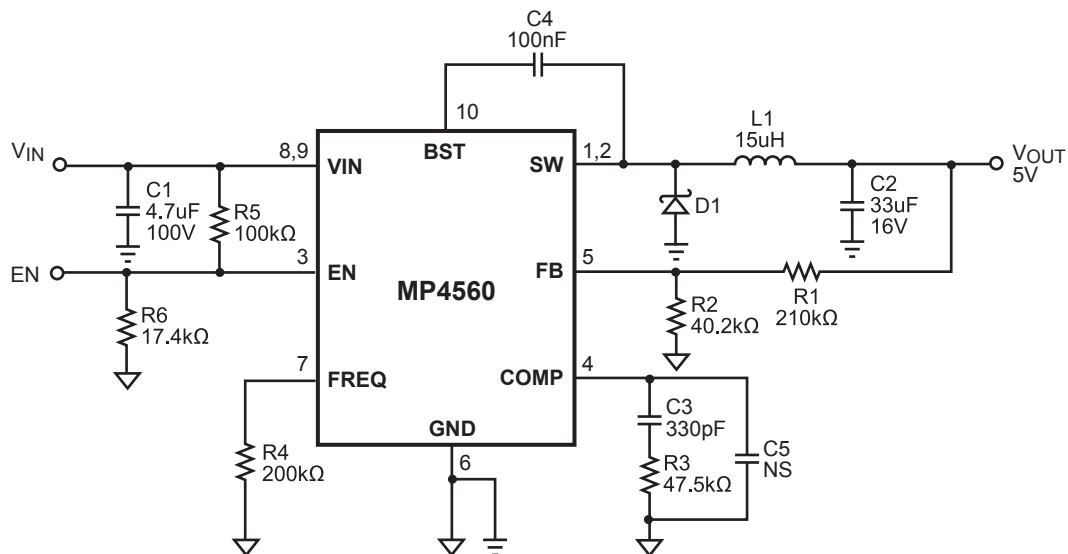 C4
100nF
10
BST
L1
15uH
VIN
8,9
VIN
SW
1,2
VOUT
5V
C1
4.7uF
100V
R5
100kΩ
D1
C2
33uF
16V
EN
3
EN
MP4560
FB
5
R1
210kΩ
R2
40.2kΩ
R6
17.4kΩ
7
FREQ
COMP
4
C3
330pF
GND
6
R4
200kΩ
R3
47.5kΩ
C5
NS